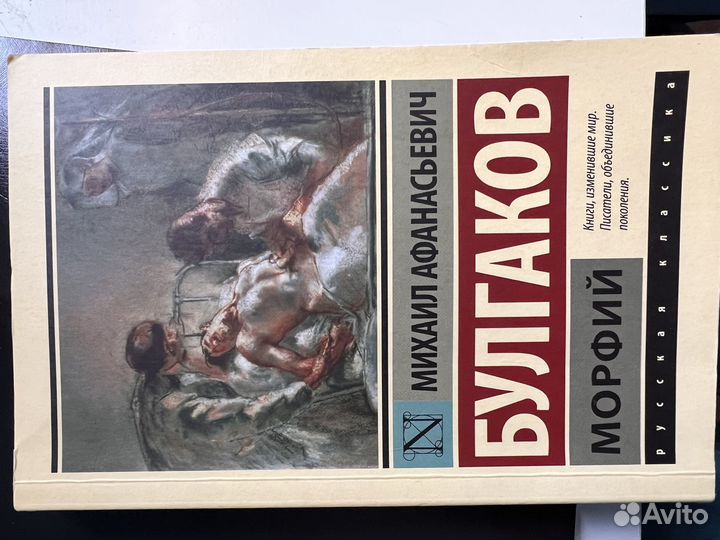 МИХАИЛ АФАНАСЬЕВИЧ
БУЛГАКОВ
МОРФИЙ
Книги, изменившие мир.
Писатели, объединившие
поколения.
русская классика
Avito